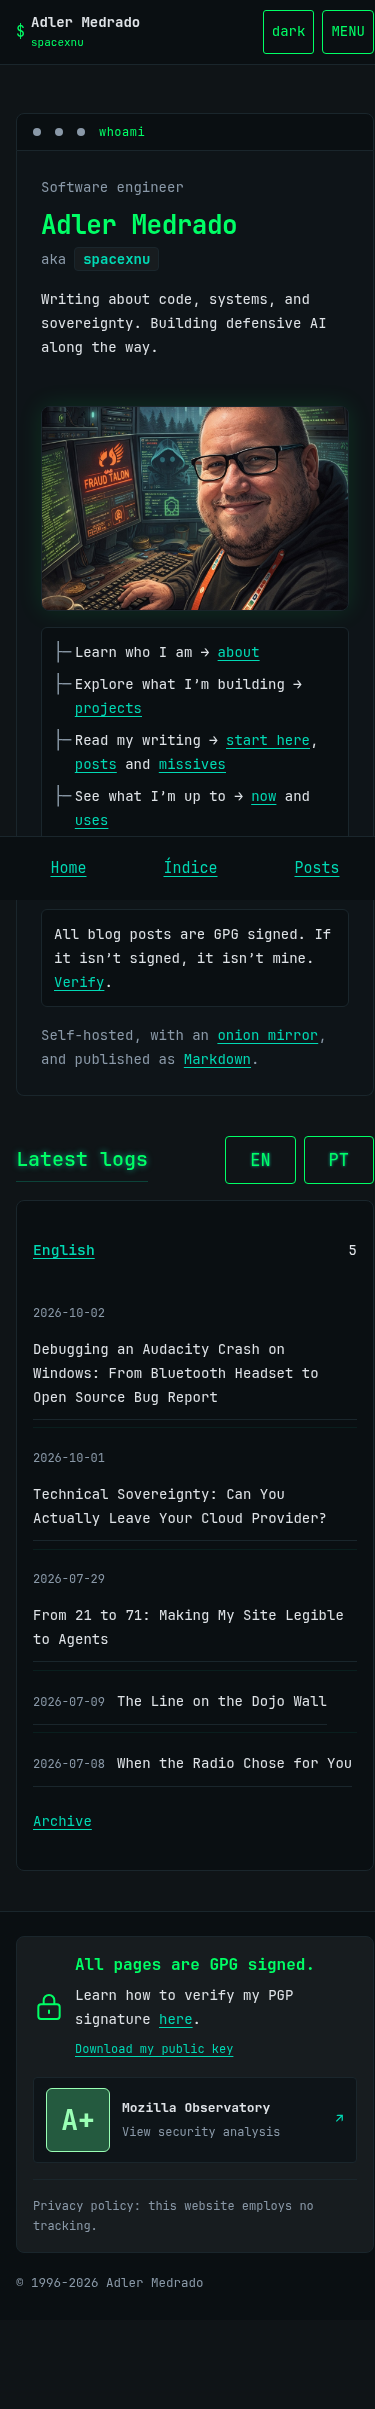 $ Adler Medrado
spacexnu
dark MENU
whoami
Software engineer
Adler Medrado
aka spacexnu
Writing about code, systems, and
sovereignty. Building defensive AI
along the way.
FRAUD TALON
├─ Learn who I am → about
├─ Explore what I’m building →
projects
├─ Read my writing → start here,
posts and missives
├─ See what I’m up to → now and
uses
Home Índice Posts
All blog posts are GPG signed. If
it isn’t signed, it isn’t mine.
Verify.
Self-hosted, with an onion mirror,
and published as Markdown.
Latest logs EN PT
English 5
2026-10-02
Debugging an Audacity Crash on
Windows: From Bluetooth Headset to
Open Source Bug Report
2026-10-01
Technical Sovereignty: Can You
Actually Leave Your Cloud Provider?
2026-07-29
From 21 to 71: Making My Site Legible
to Agents
2026-07-09 The Line on the Dojo Wall
2026-07-08 When the Radio Chose for You
Archive
All pages are GPG signed.
Learn how to verify my PGP
signature here.
Download my public key
A+ Mozilla Observatory ↗
View security analysis
Privacy policy: this website employs no
tracking.
© 1996-2026 Adler Medrado